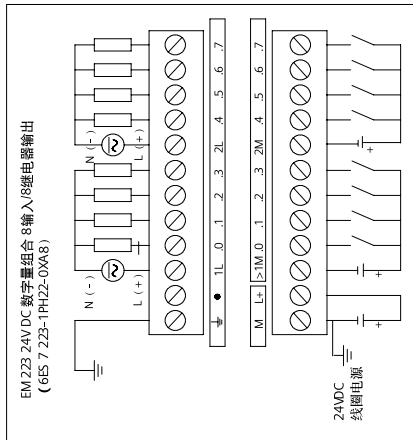 EM 223 24V DC 数字量组合 8输入/8继电器输出
(6ES 7 223-1PH22-0XA8)
N (-)
L (+)
N (-)
L (+)
1L .0 .1 .2 .3 2L .4 .5 .6 .7
M L+ >1M .0 .1 .2 .3 2M .4 .5 .6 .7
+
+
+
24VDC
线圈电源